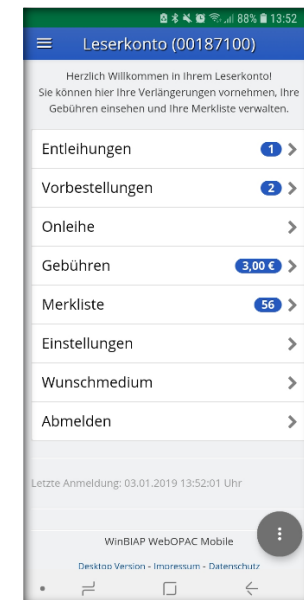 88% 13:52
Leserkonto (00187100)
Herzlich Willkommen in Ihrem Leserkonto!
Sie können hier Ihre Verlängerungen vornehmen, Ihre
Gebühren einsehen und Ihre Merkliste verwalten.
Entleihungen 1
Vorbestellungen 2
Onleihe
Gebühren 3,00 €
Merkliste 56
Einstellungen
Wunschmedium
Abmelden
Letzte Anmeldung: 03.01.2019 13:52:01 Uhr
WinBIAP WebOPAC Mobile
Desktop Version - Impressum - Datenschutz